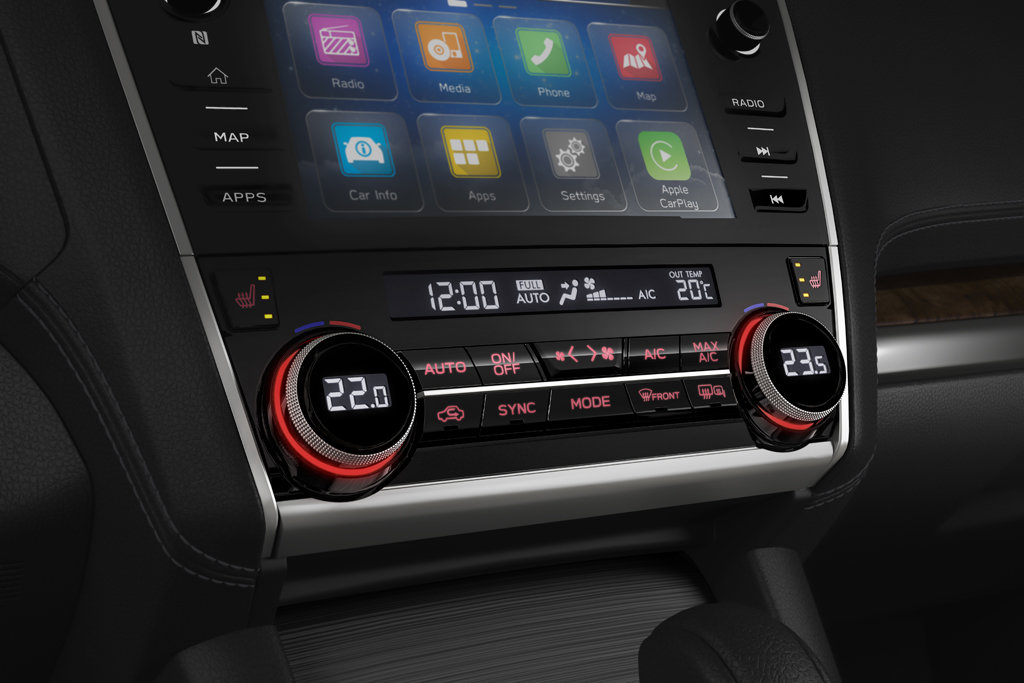 Radio
Media
Phone
Map
Car Info
Apps
Settings
Apple
CarPlay
MAP
APPS
RADIO
12:00
FULL
AUTO
A/C
OUT TEMP
20°C
22.0
23.5
AUTO
ON/
OFF
A/C
MAX
A/C
SYNC
MODE
FRONT